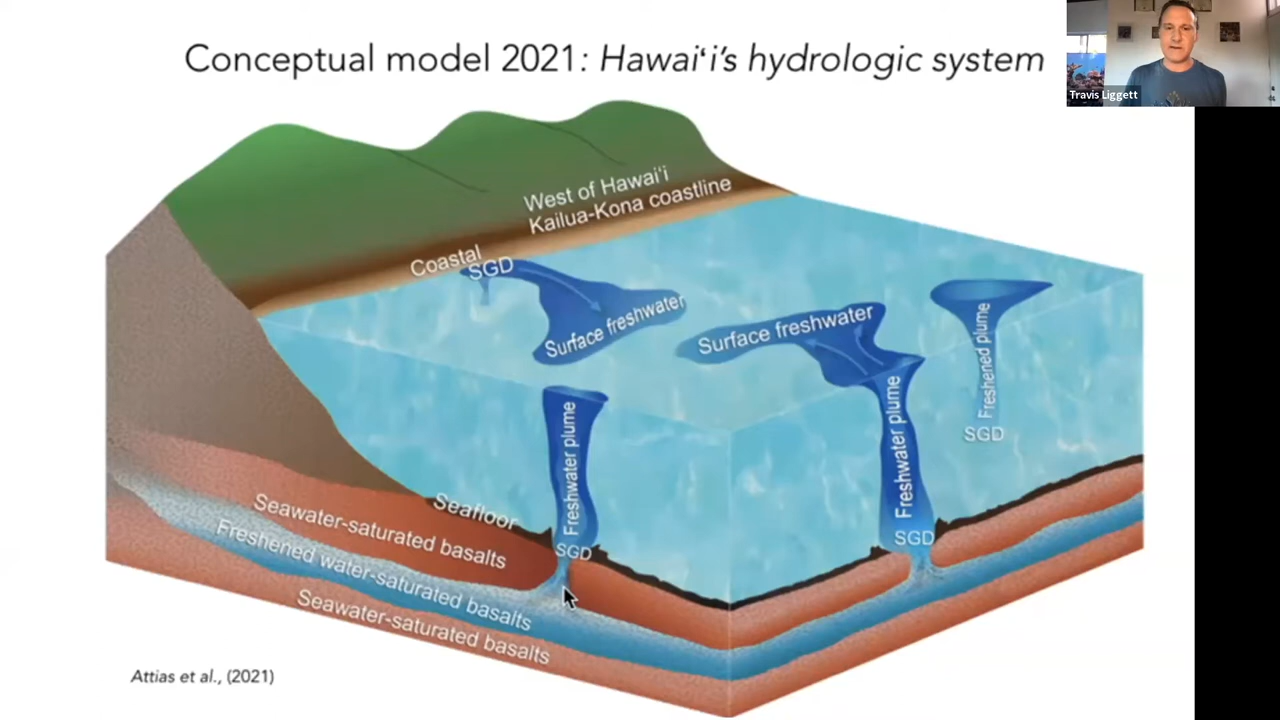 Conceptual model 2021: Hawaiʻi's hydrologic system
Travis Liggett
West of Hawaiʻi
Kailua-Kona coastline
Coastal
SGD
Surface freshwater
Surface freshwater
Freshened plume
SGD
Freshwater plume
SGD
Freshwater plume
SGD
Seafloor
Seawater-saturated basalts
Freshened water-saturated basalts
Seawater-saturated basalts
Attias et al., (2021)